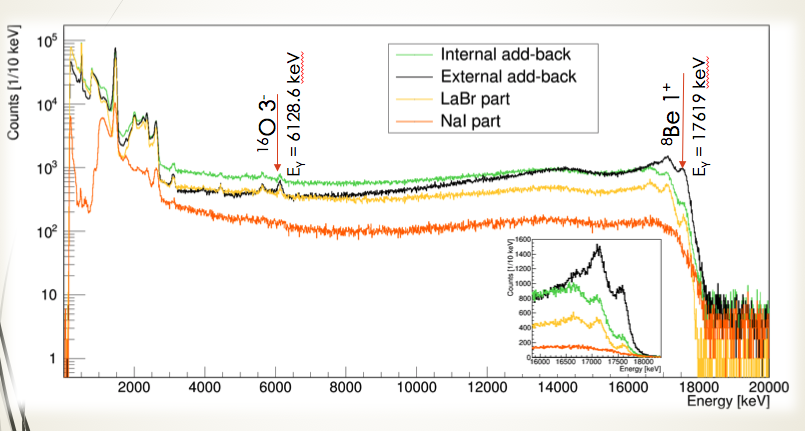 Counts [1/10 keV]
10⁵
10⁴
10³
10²
10
1
2000 4000 6000 8000 10000 12000 14000 16000 18000 20000
Energy [keV]
Internal add-back
External add-back
LaBr part
NaI part
¹⁶O 3⁻
Eᵧ = 6128.6 keV
⁸Be 1⁺
Eᵧ = 17619 keV
Counts [1/10 keV]
1600
1400
1200
1000
800
600
400
200
0
16000 16500 17000 17500 18000
Energy [keV]